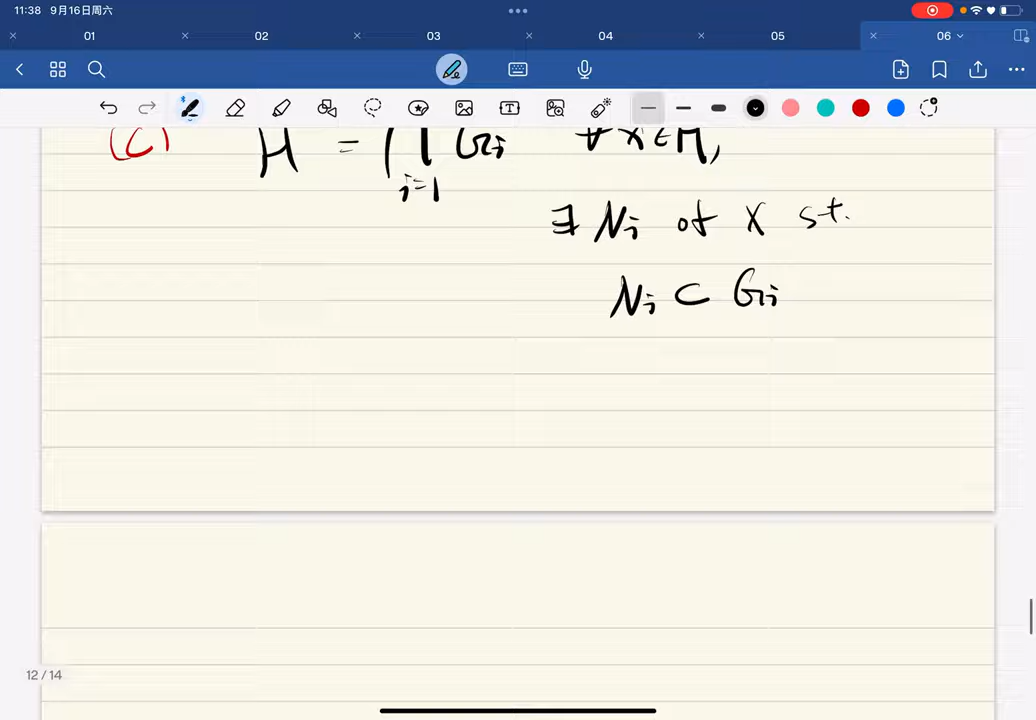 11:38 9月16日周六
01 02 03 04 05 06
(c) H = ∩ Gi ∀ x ∈ H,
i=1
∃ Ni of x st.
Ni ⊂ Gi
12 / 14